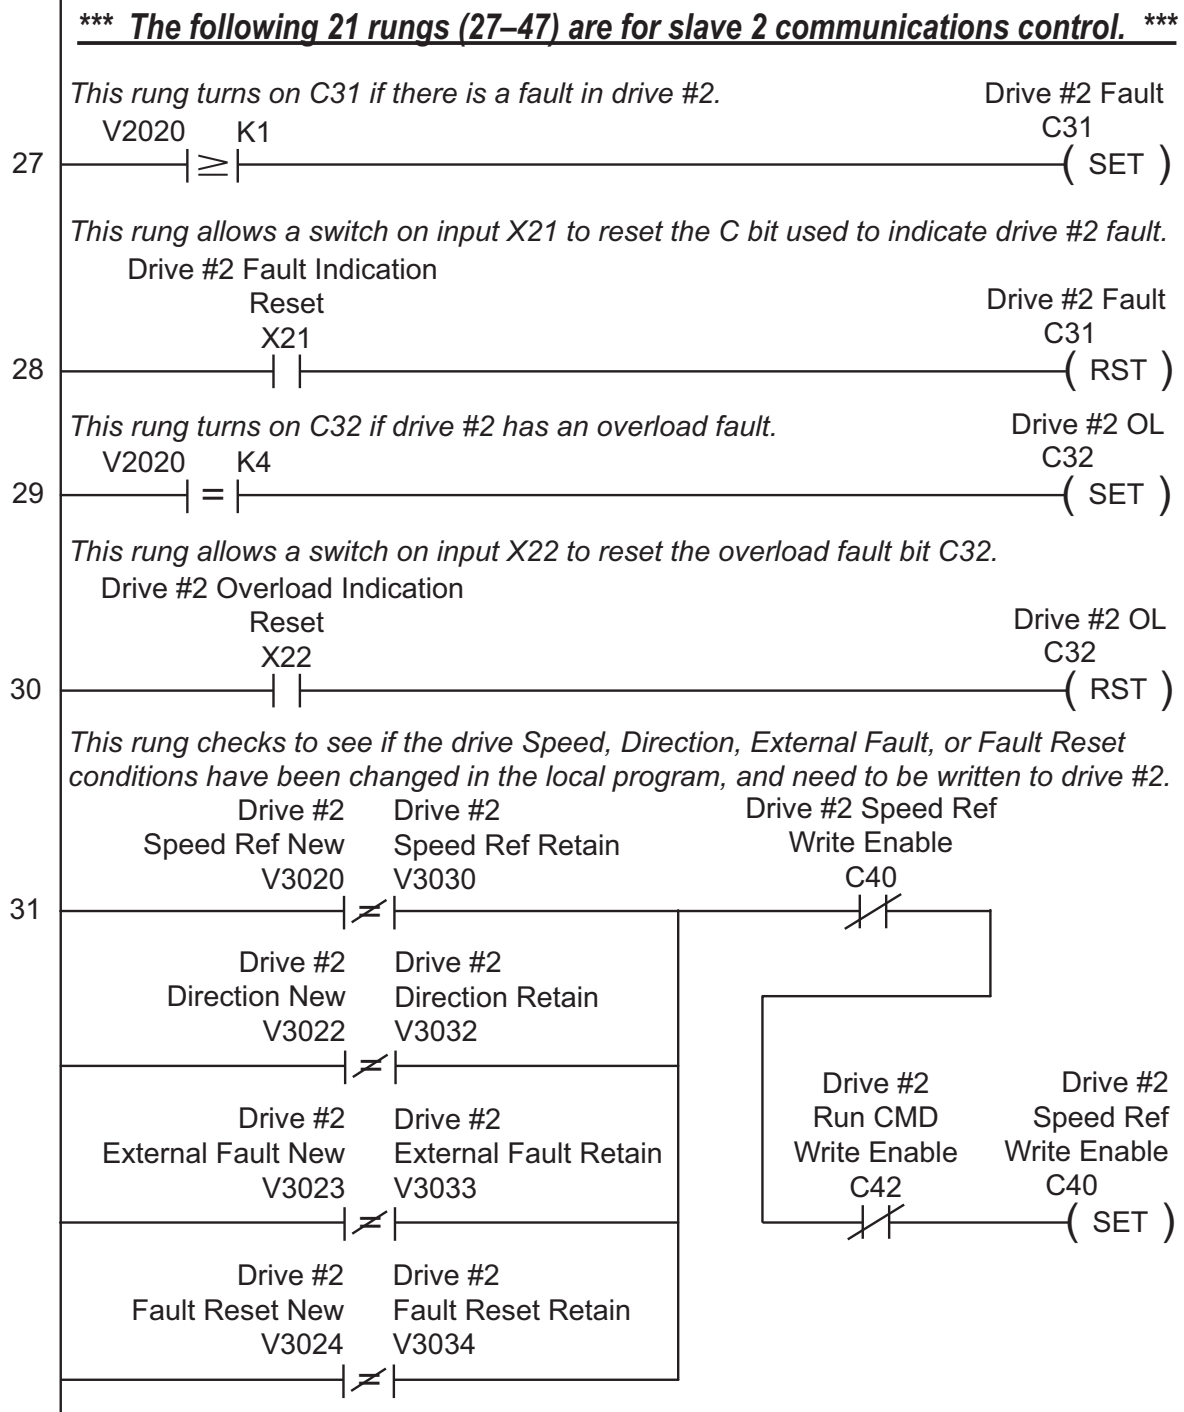 *** The following 21 rungs (27–47) are for slave 2 communications control. ***
This rung turns on C31 if there is a fault in drive #2.
Drive #2 Fault
V2020 K1
C31
27
≥
( SET )
This rung allows a switch on input X21 to reset the C bit used to indicate drive #2 fault.
Drive #2 Fault Indication
Reset
X21
Drive #2 Fault
C31
28
( RST )
This rung turns on C32 if drive #2 has an overload fault.
Drive #2 OL
V2020 K4
C32
29
=
( SET )
This rung allows a switch on input X22 to reset the overload fault bit C32.
Drive #2 Overload Indication
Reset
X22
Drive #2 OL
C32
30
( RST )
This rung checks to see if the drive Speed, Direction, External Fault, or Fault Reset
conditions have been changed in the local program, and need to be written to drive #2.
Drive #2 Drive #2
Speed Ref New Speed Ref Retain
V3020 V3030
Drive #2 Speed Ref
Write Enable
C40
31
≠
Drive #2 Drive #2
Direction New Direction Retain
V3022 V3032
≠
Drive #2 Drive #2
External Fault New External Fault Retain
V3023 V3033
≠
Drive #2
Run CMD
Write Enable
C42
Drive #2
Speed Ref
Write Enable
C40
( SET )
Drive #2 Drive #2
Fault Reset New Fault Reset Retain
V3024 V3034
≠